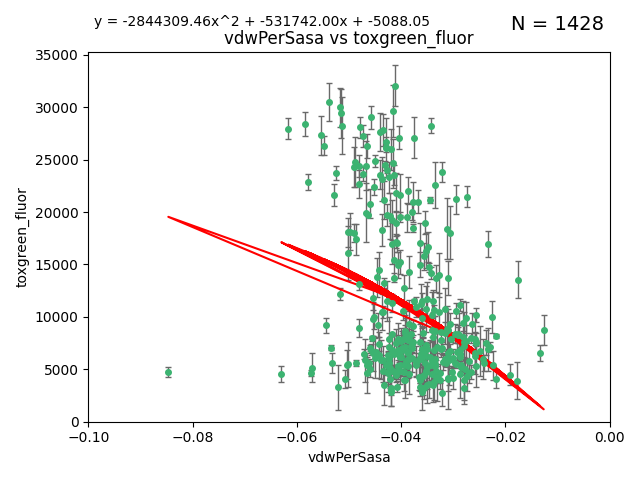 y = -2844309.46x^2 + -531742.00x + -5088.05
N = 1428
vdwPerSasa vs toxgreen_fluor
35000
30000
25000
20000
15000
10000
5000
0
toxgreen_fluor
−0.10
−0.08
−0.06
−0.04
−0.02
0.00
vdwPerSasa